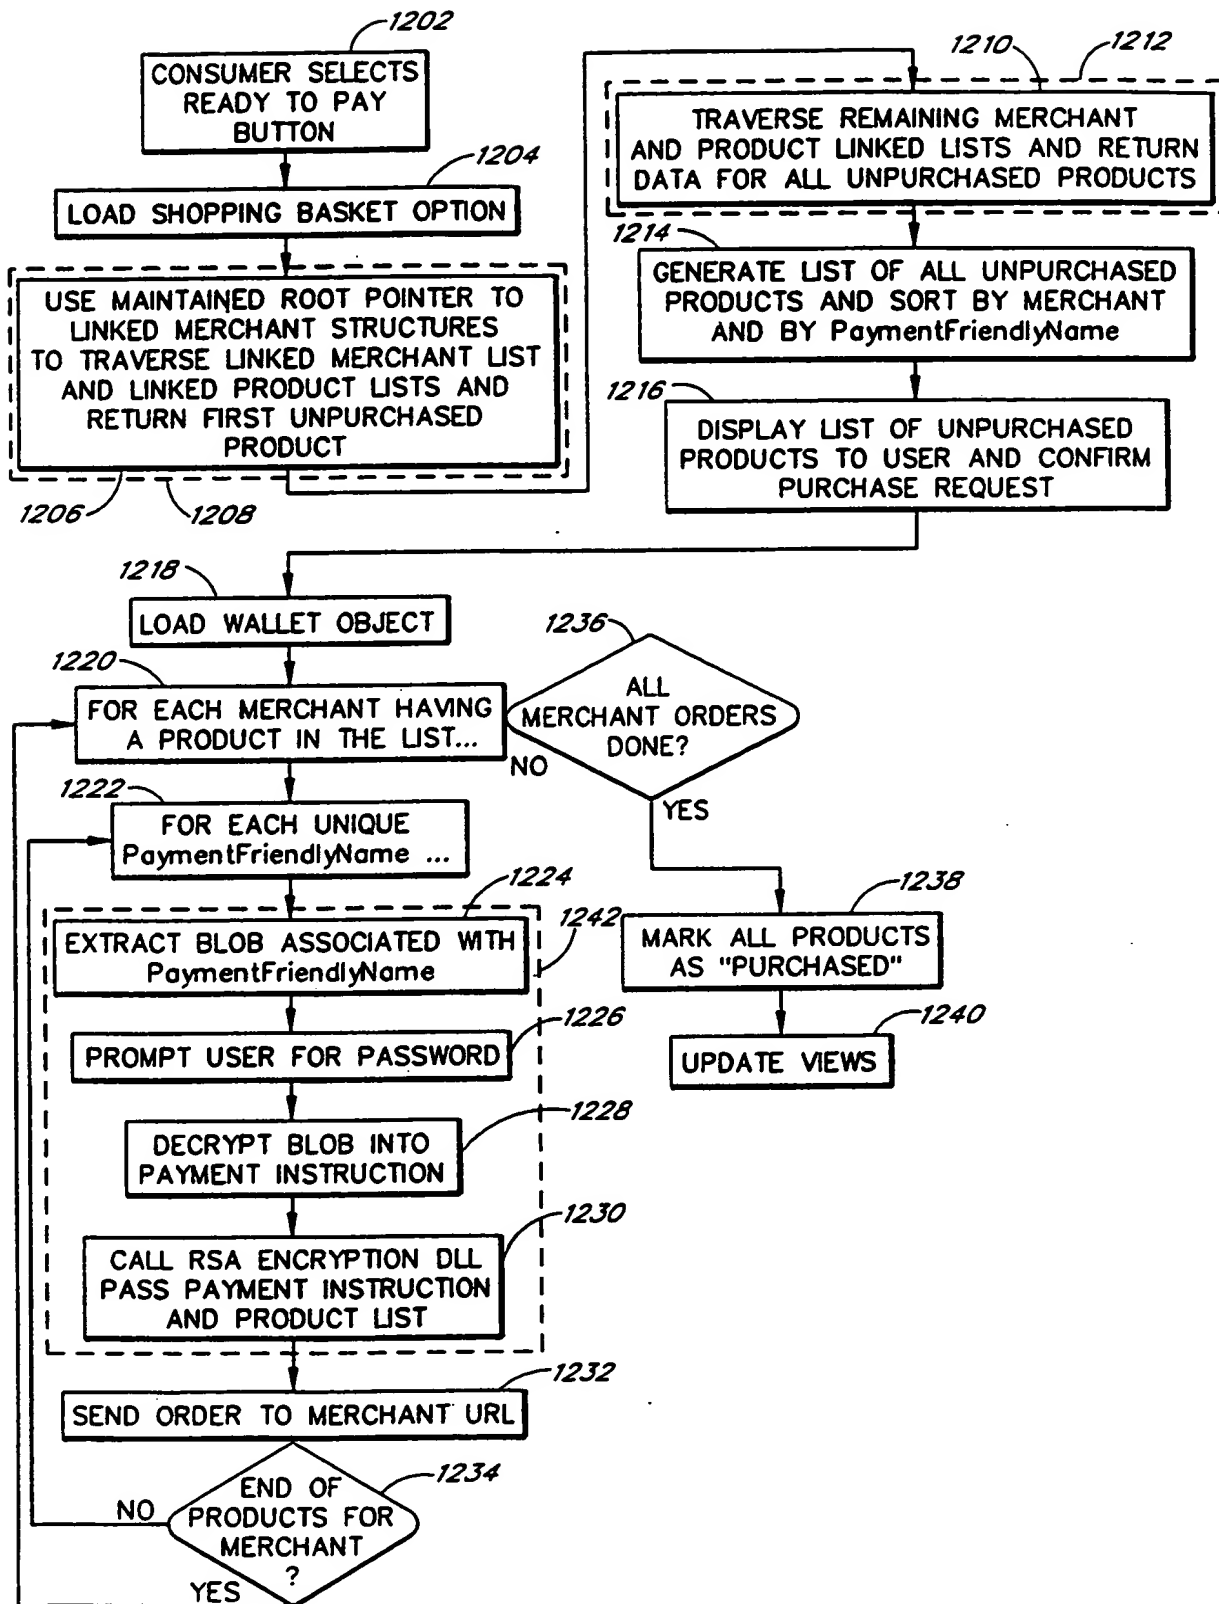 1202
CONSUMER SELECTS
READY TO PAY
BUTTON
1204
LOAD SHOPPING BASKET OPTION
USE MAINTAINED ROOT POINTER TO
LINKED MERCHANT STRUCTURES
TO TRAVERSE LINKED MERCHANT LIST
AND LINKED PRODUCT LISTS AND
RETURN FIRST UNPURCHASED
PRODUCT
1206
1208
1210
1212
TRAVERSE REMAINING MERCHANT
AND PRODUCT LINKED LISTS AND RETURN
DATA FOR ALL UNPURCHASED PRODUCTS
1214
GENERATE LIST OF ALL UNPURCHASED
PRODUCTS AND SORT BY MERCHANT
AND BY PaymentFriendlyName
1216
DISPLAY LIST OF UNPURCHASED
PRODUCTS TO USER AND CONFIRM
PURCHASE REQUEST
1218
LOAD WALLET OBJECT
1220
FOR EACH MERCHANT HAVING
A PRODUCT IN THE LIST...
1236
ALL
MERCHANT ORDERS
DONE?
NO
YES
1222
FOR EACH UNIQUE
PaymentFriendlyName ...
1224
1242
EXTRACT BLOB ASSOCIATED WITH
PaymentFriendlyName
1226
PROMPT USER FOR PASSWORD
1228
DECRYPT BLOB INTO
PAYMENT INSTRUCTION
1230
CALL RSA ENCRYPTION DLL
PASS PAYMENT INSTRUCTION
AND PRODUCT LIST
1232
SEND ORDER TO MERCHANT URL
1234
END OF
PRODUCTS FOR
MERCHANT
?
NO
YES
1238
MARK ALL PRODUCTS
AS "PURCHASED"
1240
UPDATE VIEWS